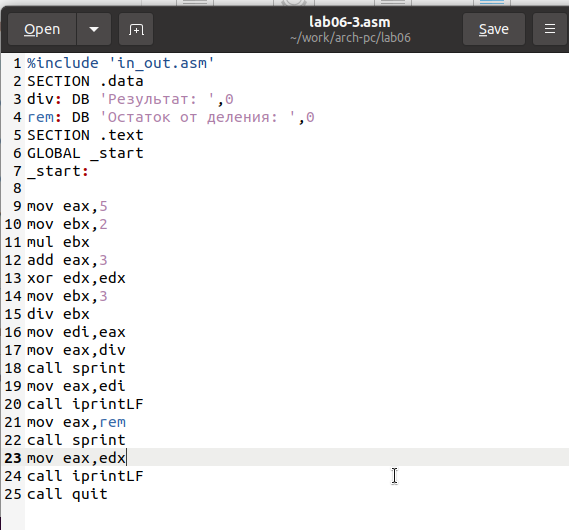 Open
lab06-3.asm
~/work/arch-pc/lab06
Save
1 %include 'in_out.asm'
2 SECTION .data
3 div: DB 'Результат: ',0
4 rem: DB 'Остаток от деления: ',0
5 SECTION .text
6 GLOBAL _start
7 _start:
8
9 mov eax,5
10 mov ebx,2
11 mul ebx
12 add eax,3
13 xor edx,edx
14 mov ebx,3
15 div ebx
16 mov edi,eax
17 mov eax,div
18 call sprint
19 mov eax,edi
20 call iprintLF
21 mov eax,rem
22 call sprint
23 mov eax,edx
24 call iprintLF
25 call quit